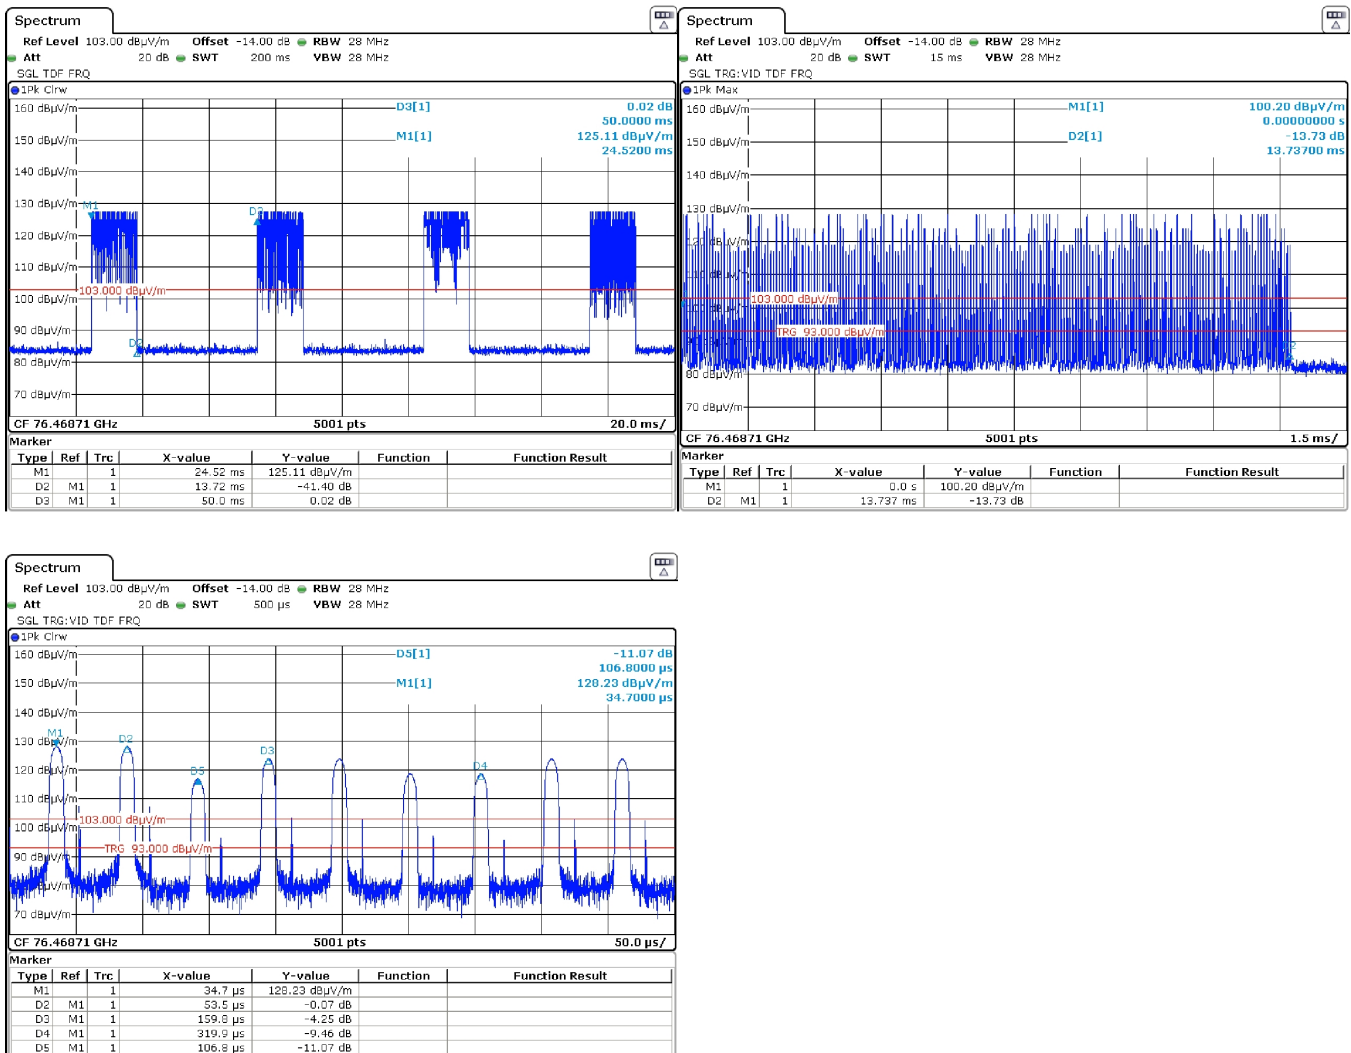 Spectrum
Ref Level 103.00 dBµV/m Offset -14.00 dB RBW 28 MHz
Att 20 dB SWT 200 ms VBW 28 MHz
SGL TDF FRQ
1Pk Clrw
D3[1] 0.02 dB
50.0000 ms
M1[1] 125.11 dBµV/m
24.5200 ms
160 dBµV/m
150 dBµV/m
140 dBµV/m
130 dBµV/m
M1
120 dBµV/m
110 dBµV/m
103.000 dBµV/m
100 dBµV/m
90 dBµV/m
80 dBµV/m
70 dBµV/m
CF 76.46871 GHz 5001 pts 20.0 ms/
Marker
Type Ref Trc X-value Y-value Function Function Result
M1 1 24.52 ms 125.11 dBµV/m
D2 M1 1 13.72 ms -41.40 dB
D3 M1 1 50.0 ms 0.02 dB
Spectrum
Ref Level 103.00 dBµV/m Offset -14.00 dB RBW 28 MHz
Att 20 dB SWT 15 ms VBW 28 MHz
SGL TRG:VID TDF FRQ
1Pk Max
M1[1] 100.20 dBµV/m
0.00000000 s
D2[1] -13.73 dB
13.73700 ms
160 dBµV/m
150 dBµV/m
140 dBµV/m
130 dBµV/m
120 dBµV/m
110 dBµV/m
103.000 dBµV/m
TRG 93.000 dBµV/m
80 dBµV/m
70 dBµV/m
CF 76.46871 GHz 5001 pts 1.5 ms/
Marker
Type Ref Trc X-value Y-value Function Function Result
M1 1 0.0 s 100.20 dBµV/m
D2 M1 1 13.737 ms -13.73 dB
Spectrum
Ref Level 103.00 dBµV/m Offset -14.00 dB RBW 28 MHz
Att 20 dB SWT 500 µs VBW 28 MHz
SGL TRG:VID TDF FRQ
1Pk Clrw
D5[1] -11.07 dB
106.8000 µs
M1[1] 128.23 dBµV/m
34.7000 µs
160 dBµV/m
150 dBµV/m
140 dBµV/m
M1 D2 D3
130 dBµV/m
D5 D4
120 dBµV/m
110 dBµV/m
103.000 dBµV/m
100 dBµV/m
TRG 93.000 dBµV/m
90 dBµV/m
80 dBµV/m
70 dBµV/m
CF 76.46871 GHz 5001 pts 50.0 µs/
Marker
Type Ref Trc X-value Y-value Function Function Result
M1 1 34.7 µs 128.23 dBµV/m
D2 M1 1 53.5 µs -0.07 dB
D3 M1 1 159.8 µs -4.25 dB
D4 M1 1 319.9 µs -9.46 dB
D5 M1 1 106.8 µs -11.07 dB